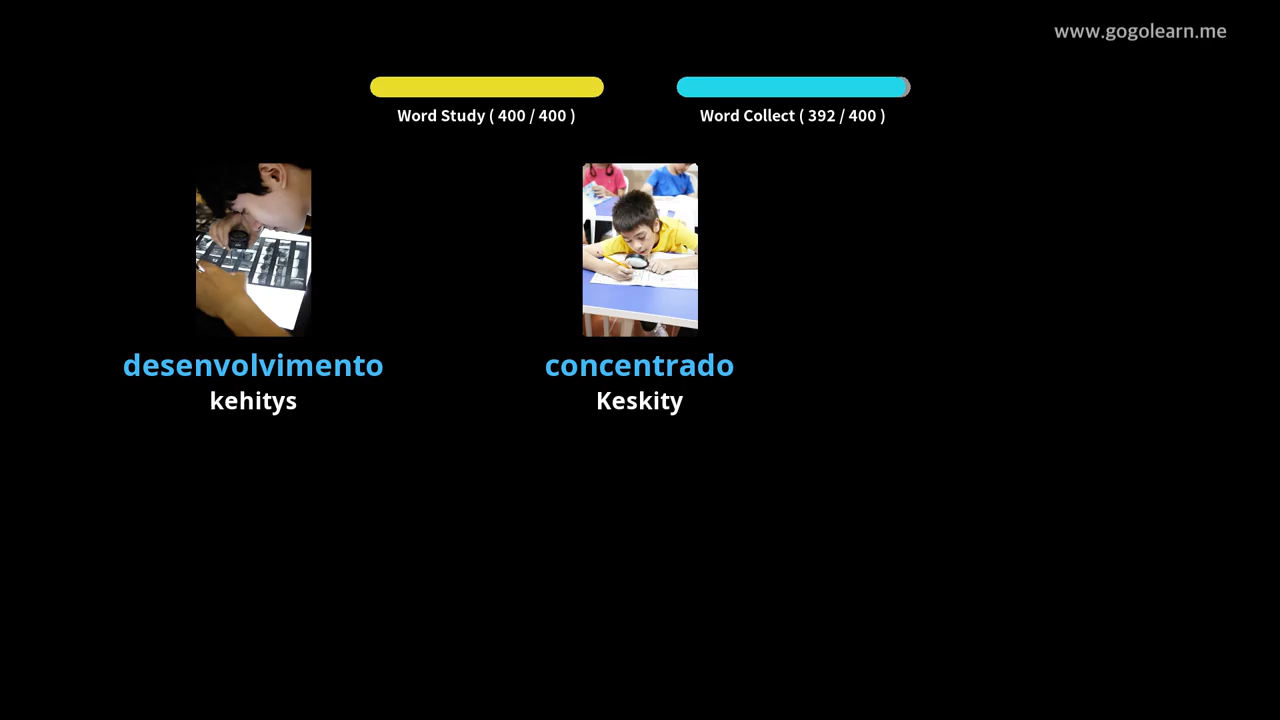 www.gogolearn.me
Word Study ( 400 / 400 )
Word Collect ( 392 / 400 )
desenvolvimento
kehitys
concentrado
Keskity